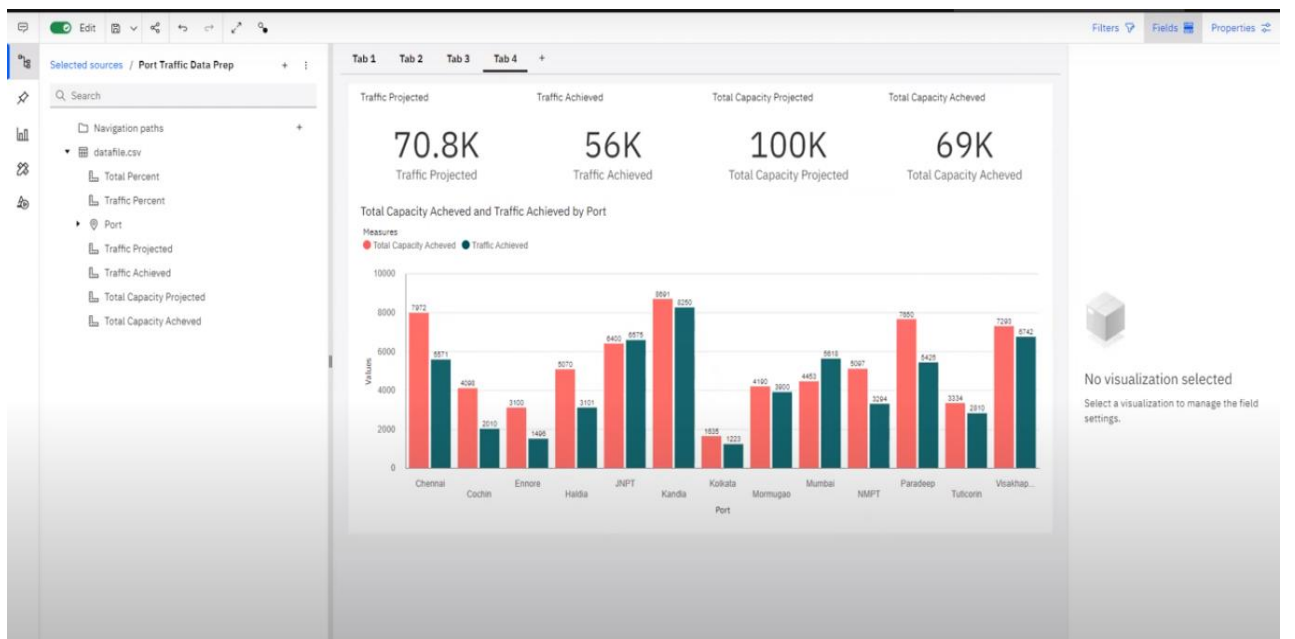 Edit
Filters
Fields
Properties
Selected sources / Port Traffic Data Prep
Search
Navigation paths
datafile.csv
Total Percent
Traffic Percent
Port
Traffic Projected
Traffic Achieved
Total Capacity Projected
Total Capacity Acheved
Tab 1 Tab 2 Tab 3 Tab 4
Traffic Projected Traffic Achieved Total Capacity Projected Total Capacity Acheved
70.8K 56K 100K 69K
Traffic Projected Traffic Achieved Total Capacity Projected Total Capacity Acheved
Total Capacity Acheved and Traffic Achieved by Port
Measures
Total Capacity Acheved Traffic Achieved
10000
8000
6000
4000
2000
0
Values
7972 5571
4098 2010
3100 1496
5070 3101
6400 6575
8691 8250
1635 1223
4190 3900
4453 5618
5097 3294
7650 5425
3334 2810
7293 6742
Chennai Cochin Ennore Haldia JNPT Kandla Kolkata Mormugao Mumbai NMPT Paradeep Tuticorin Visakhap...
Port
No visualization selected
Select a visualization to manage the field
settings.